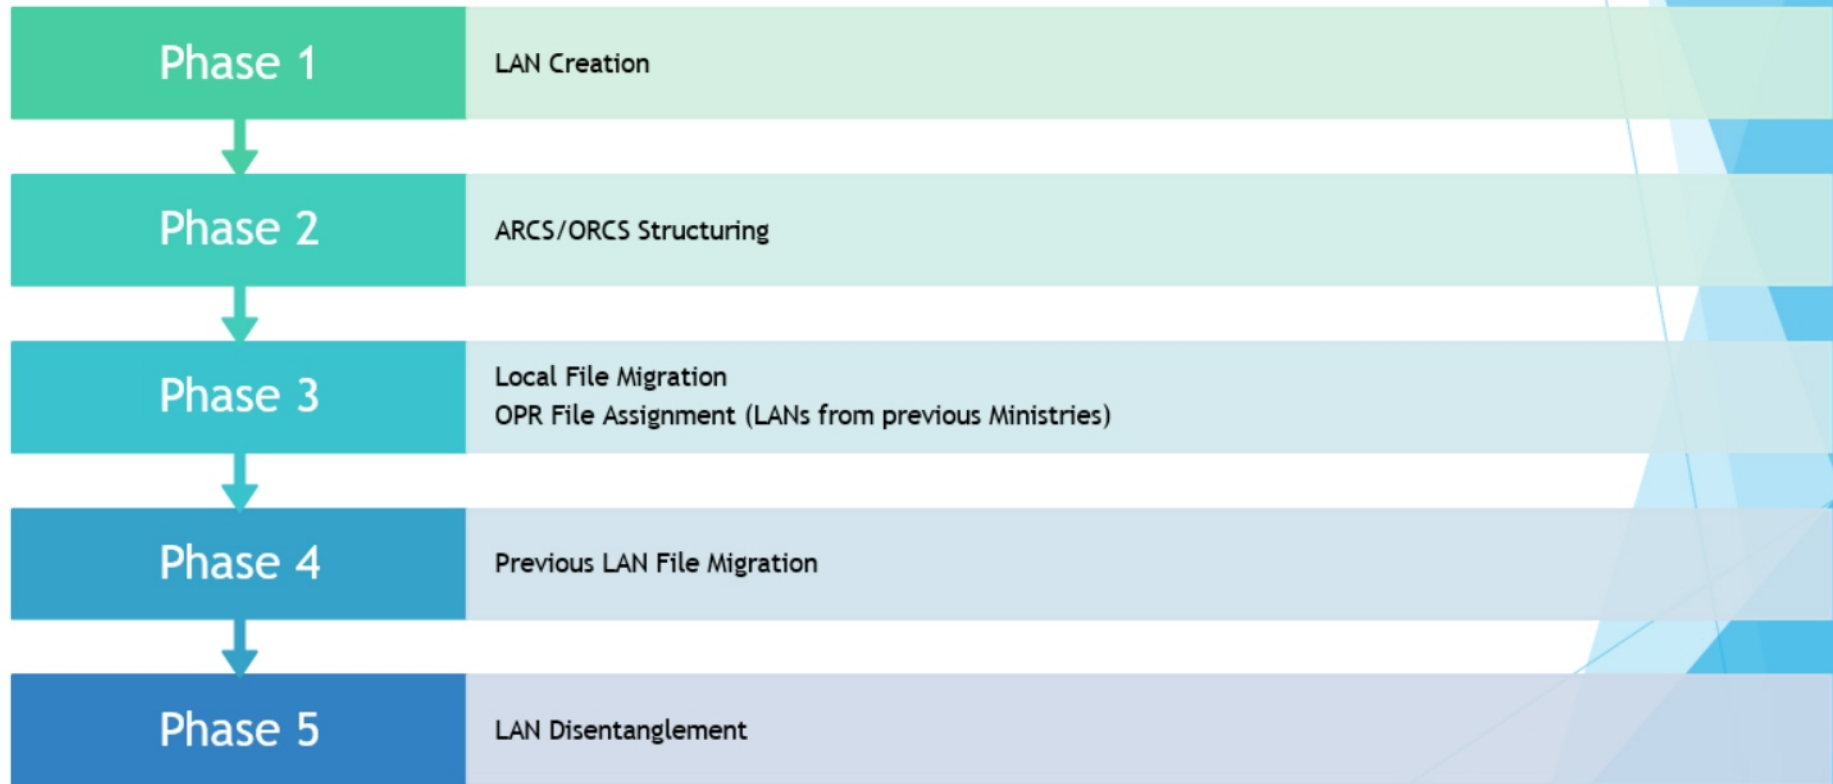 Phase 1
LAN Creation
Phase 2
ARCS/ORCS Structuring
Phase 3
Local File Migration
OPR File Assignment (LANs from previous Ministries)
Phase 4
Previous LAN File Migration
Phase 5
LAN Disentanglement